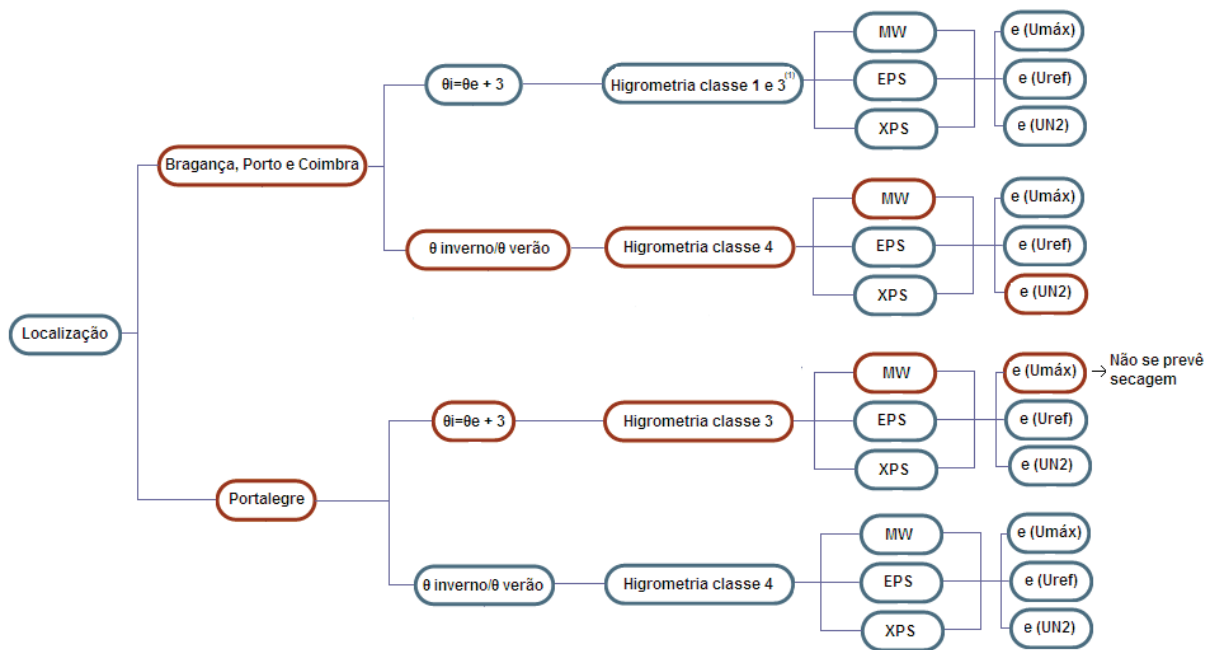 Localização
Bragança, Porto e Coimbra
θi=θe + 3
Higrometria classe 1 e 3⁽¹⁾
MW
EPS
XPS
e (Umáx)
e (Uref)
e (UN2)
θ inverno/θ verão
Higrometria classe 4
MW
EPS
XPS
e (Umáx)
e (Uref)
e (UN2)
Portalegre
θi=θe + 3
Higrometria classe 3
MW
EPS
XPS
e (Umáx)
Não se prevê
secagem
e (Uref)
e (UN2)
θ inverno/θ verão
Higrometria classe 4
MW
EPS
XPS
e (Umáx)
e (Uref)
e (UN2)